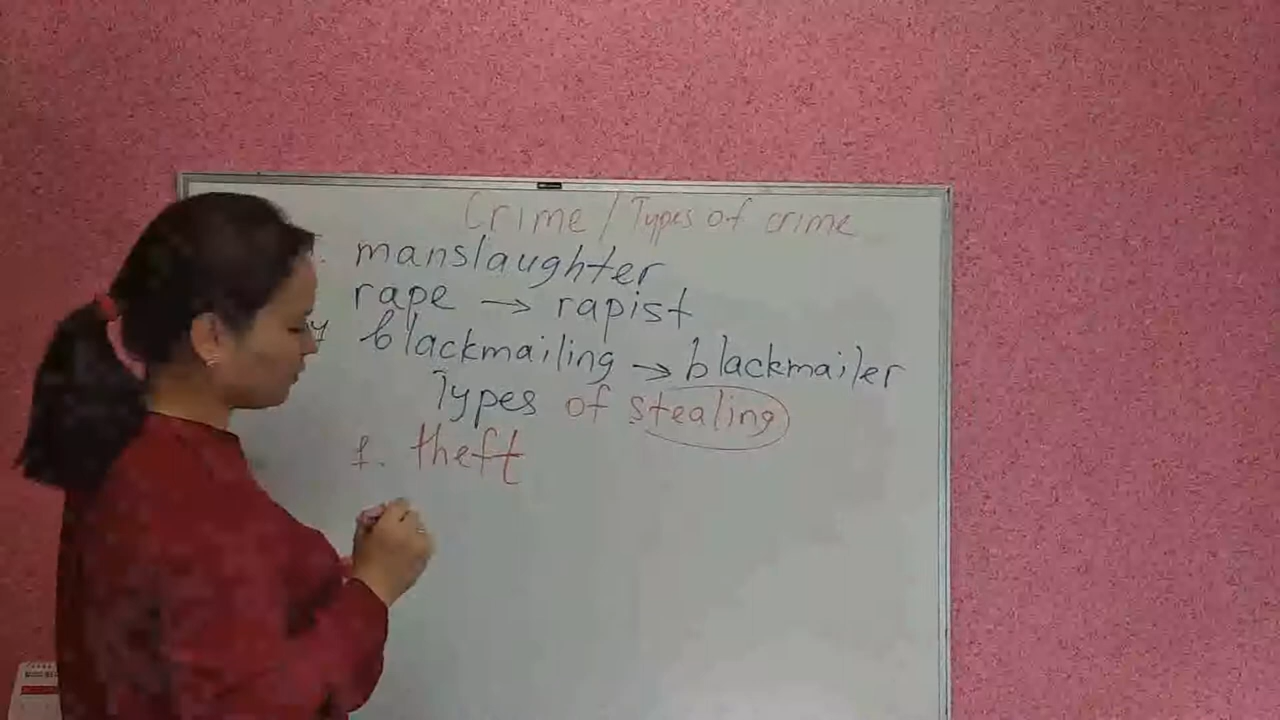 Crime / Types of crime
manslaughter
rape → rapist
blackmailing → blackmailer
Types of stealing
1. theft